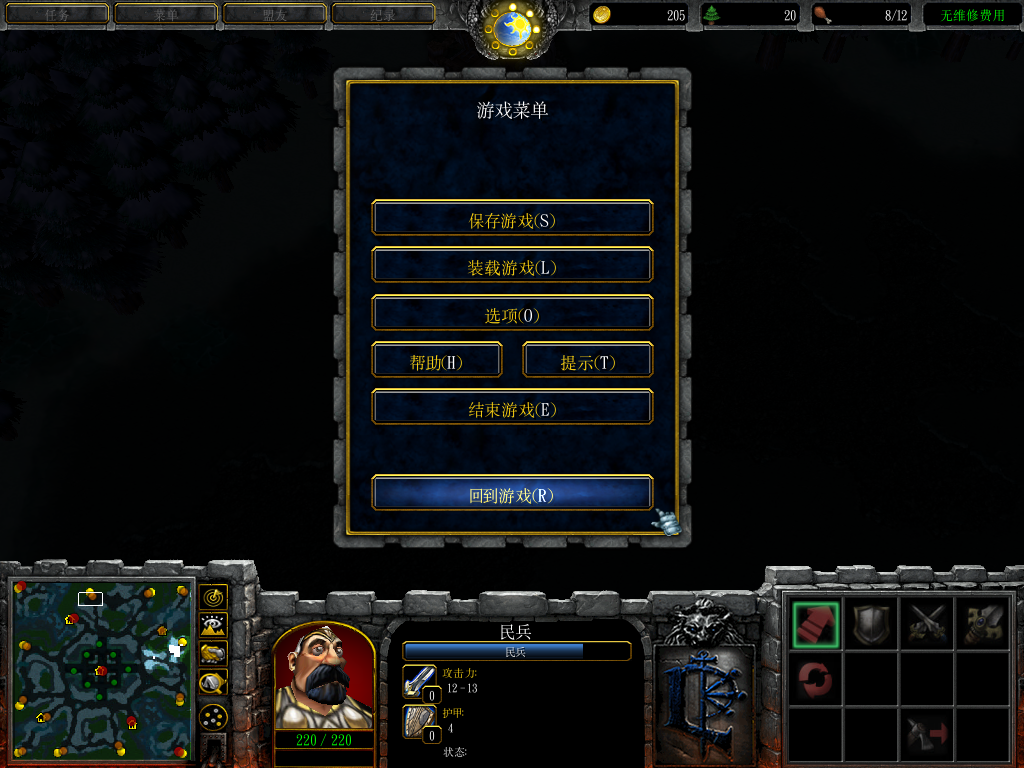 任务 菜单 盟友 纪录 205 20 8/12 无维修费用
游戏菜单
保存游戏(S)
装载游戏(L)
选项(O)
帮助(H) 提示(T)
结束游戏(E)
回到游戏(R)
民兵
民兵
攻击力:
12-13
0
护甲:
4
0
状态:
220 / 220